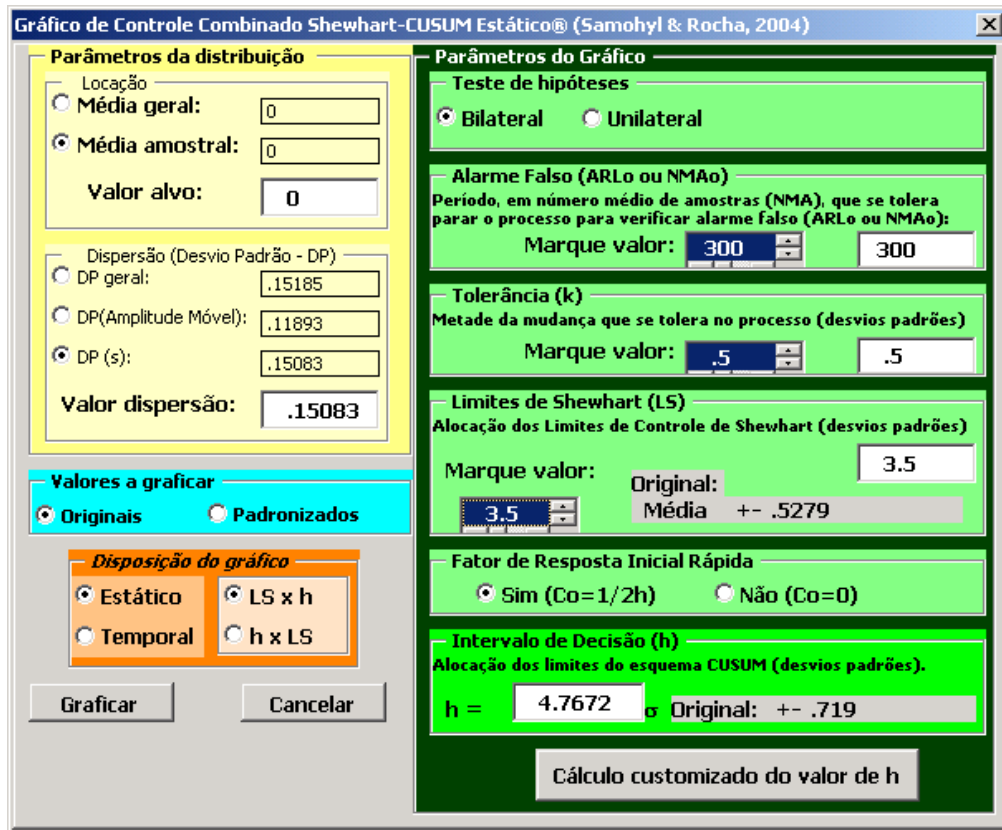 Gráfico de Controle Combinado Shewhart-CUSUM Estático® (Samohyl & Rocha, 2004)
Parâmetros da distribuição
Locação
Média geral: 0
Média amostral: 0
Valor alvo: 0
Dispersão (Desvio Padrão - DP)
DP geral: .15185
DP(Amplitude Móvel): .11893
DP (s): .15083
Valor dispersão: .15083
Valores a graficar
Originais Padronizados
Disposição do gráfico
Estático LS x h
Temporal h x LS
Graficar Cancelar
Parâmetros do Gráfico
Teste de hipóteses
Bilateral Unilateral
Alarme Falso (ARLo ou NMAo)
Período, em número médio de amostras (NMA), que se tolera
parar o processo para verificar alarme falso (ARLo ou NMAo):
Marque valor: 300 300
Tolerância (k)
Metade da mudança que se tolera no processo (desvios padrões)
Marque valor: .5 .5
Limites de Shewhart (LS)
Alocação dos Limites de Controle de Shewhart (desvios padrões)
3.5
Marque valor: Original:
3.5 Média +- .5279
Fator de Resposta Inicial Rápida
Sim (Co=1/2h) Não (Co=0)
Intervalo de Decisão (h)
Alocação dos limites do esquema CUSUM (desvios padrões).
h = 4.7672 σ Original: +- .719
Cálculo customizado do valor de h